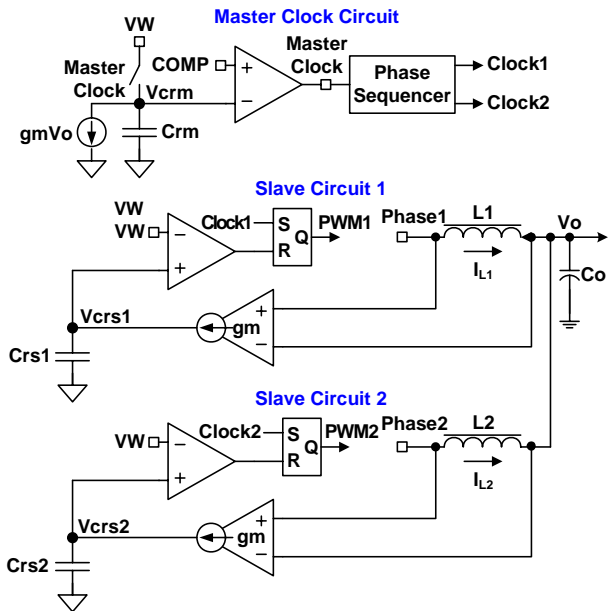 Master Clock Circuit
VW
Master
Clock
COMP
+
−
Vcrm
gmVo
Crm
Master
Clock
Phase
Sequencer
Clock1
Clock2
Slave Circuit 1
VW
VW
−
+
Clock1
S
R
Q
PWM1
Phase1
L1
Vo
IL1
Co
Vcrs1
gm
+
−
Crs1
Slave Circuit 2
VW
−
+
Clock2
S
R
Q
PWM2
Phase2
L2
IL2
Vcrs2
gm
+
−
Crs2